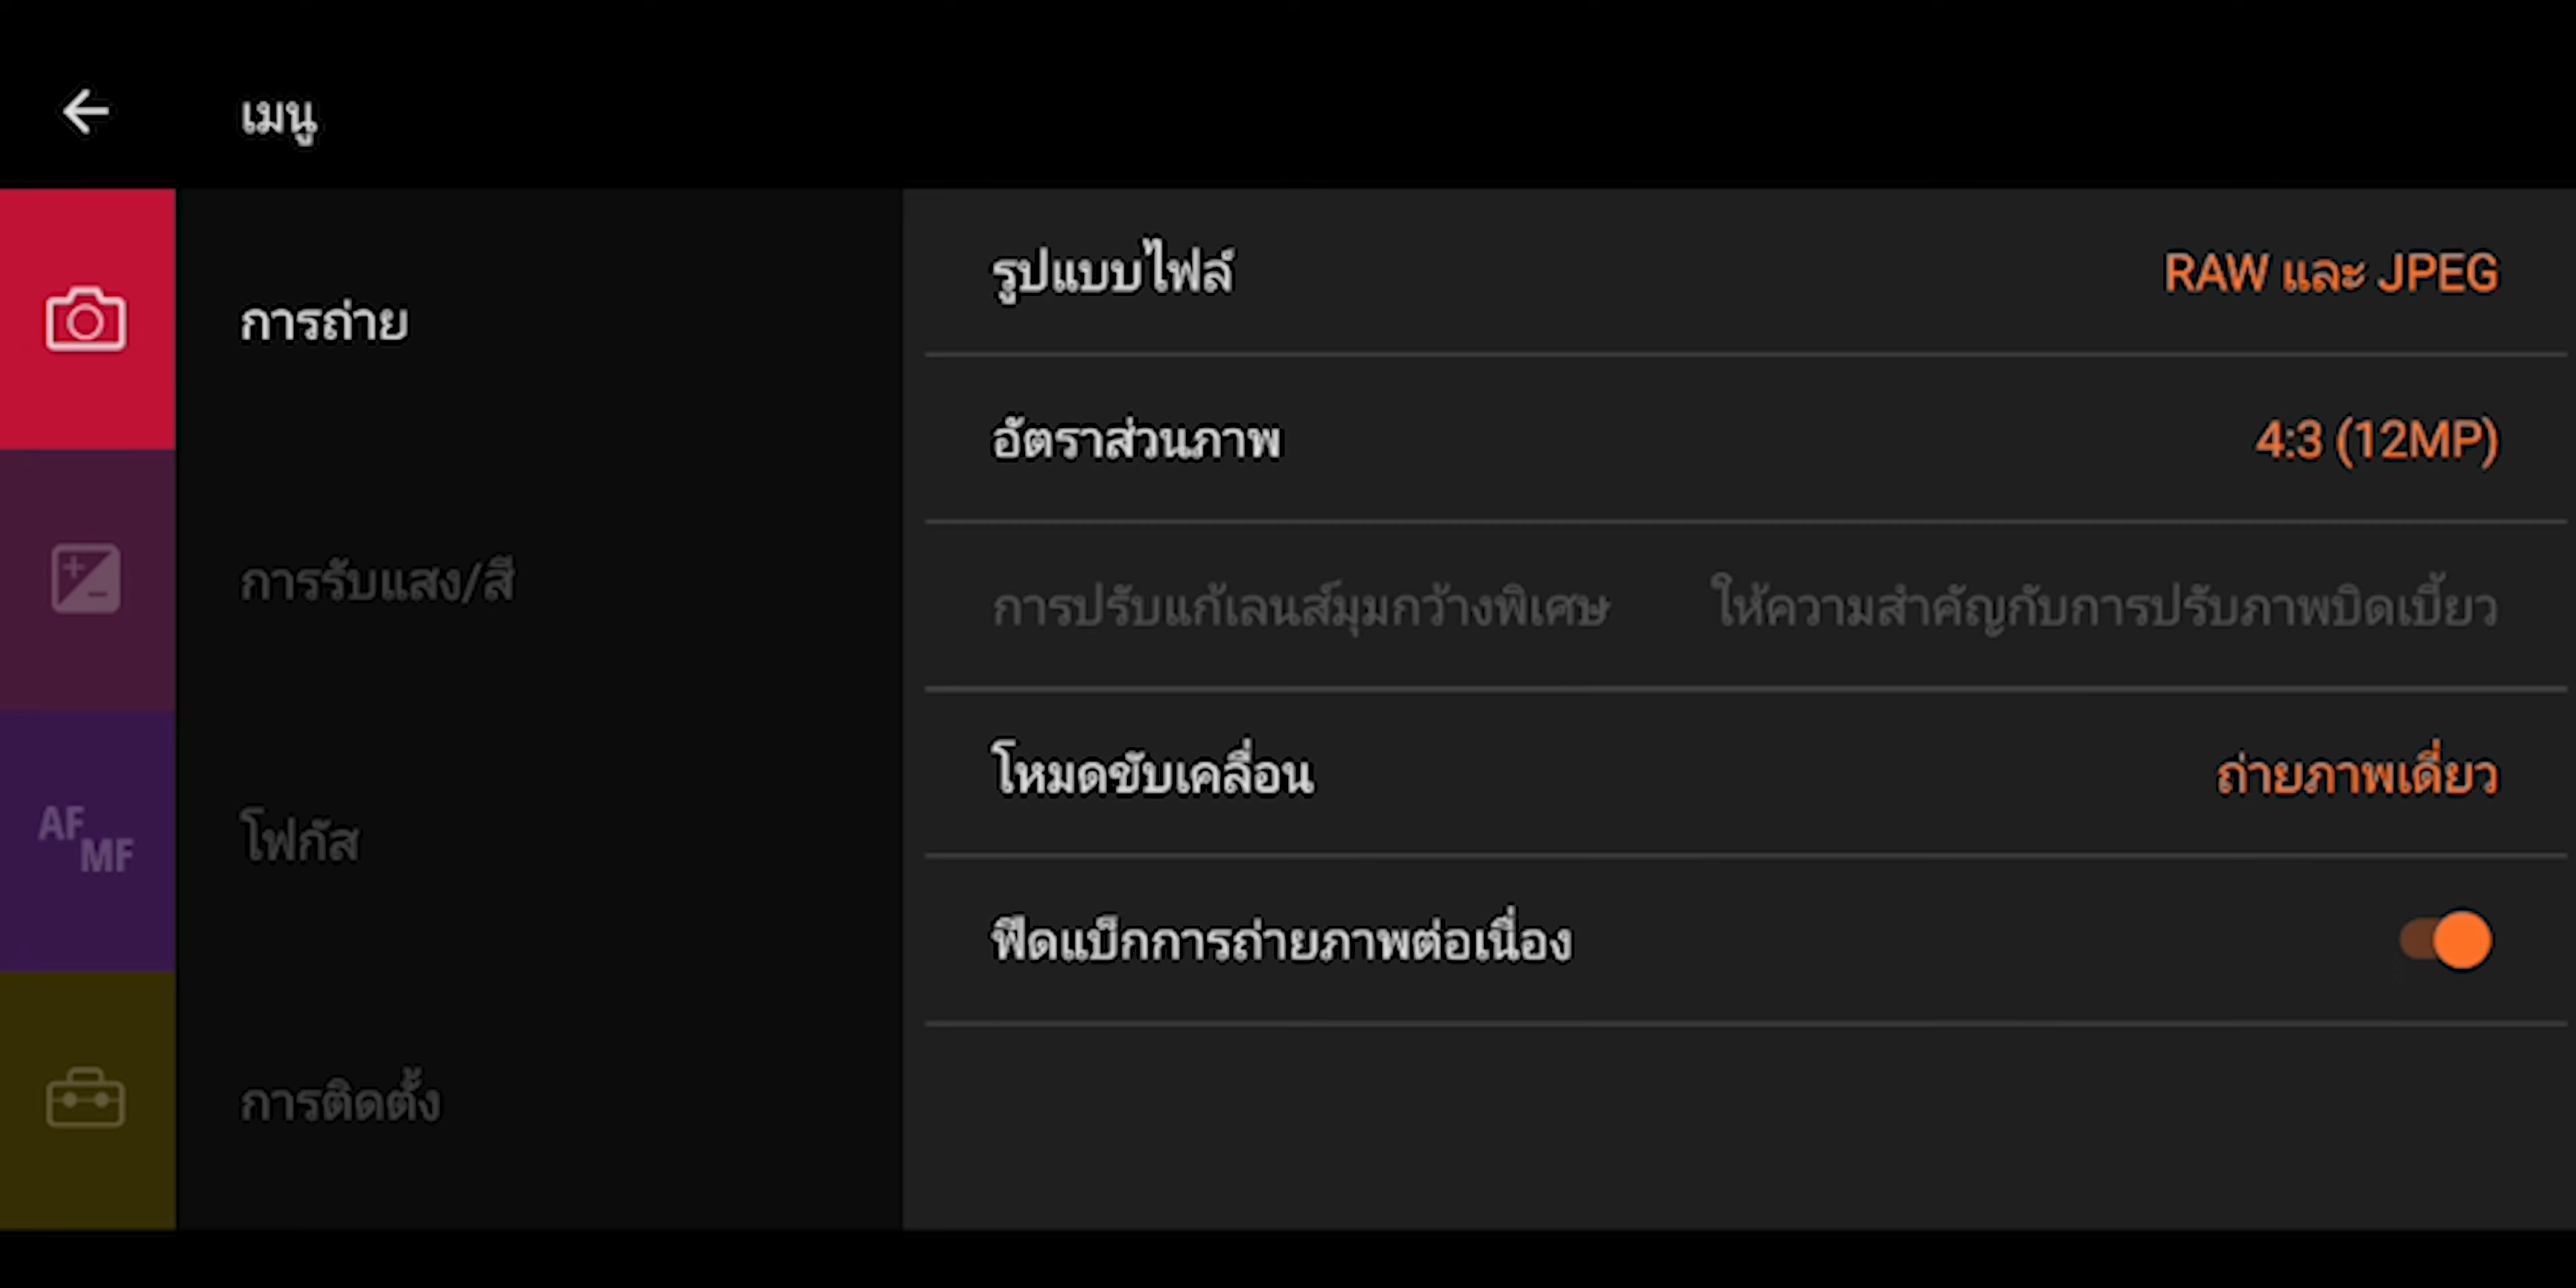 เมนู
การถ่าย
การรับแสง/สี
AF
MF
โฟกัส
การติดตั้ง
รูปแบบไฟล์ RAW และ JPEG
อัตราส่วนภาพ 4:3 (12MP)
การปรับแก้เลนส์มุมกว้างพิเศษ ให้ความสำคัญกับการปรับภาพบิดเบี้ยว
โหมดขับเคลื่อน ถ่ายภาพเดี่ยว
ฟีดแบ็กการถ่ายภาพต่อเนื่อง